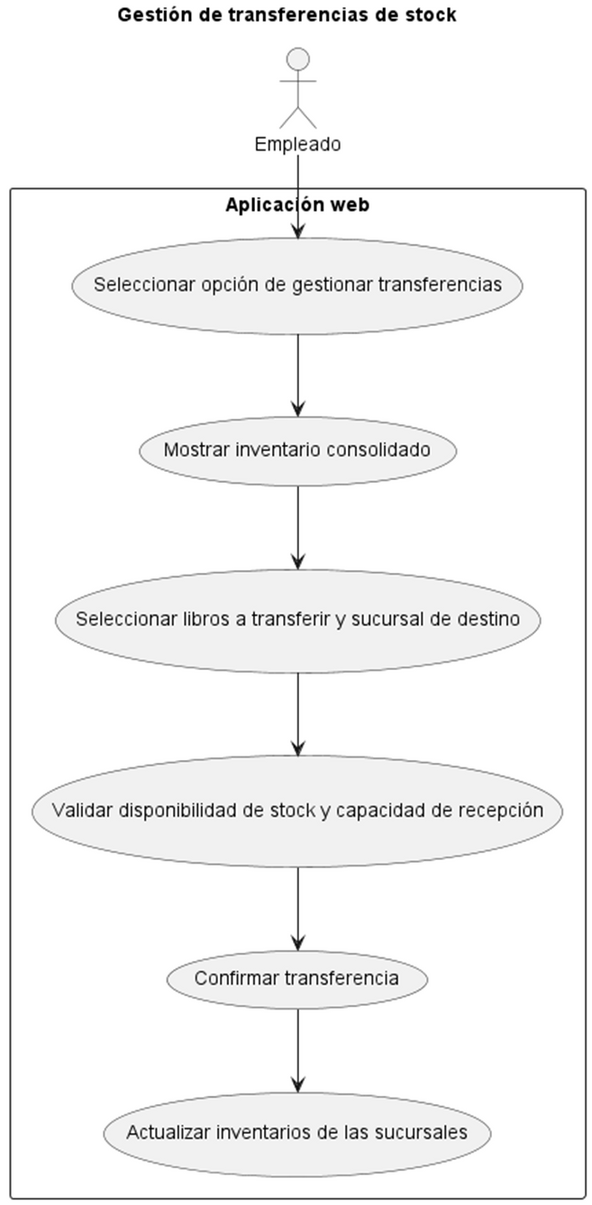 Gestión de transferencias de stock
Empleado
Aplicación web
Seleccionar opción de gestionar transferencias
Mostrar inventario consolidado
Seleccionar libros a transferir y sucursal de destino
Validar disponibilidad de stock y capacidad de recepción
Confirmar transferencia
Actualizar inventarios de las sucursales